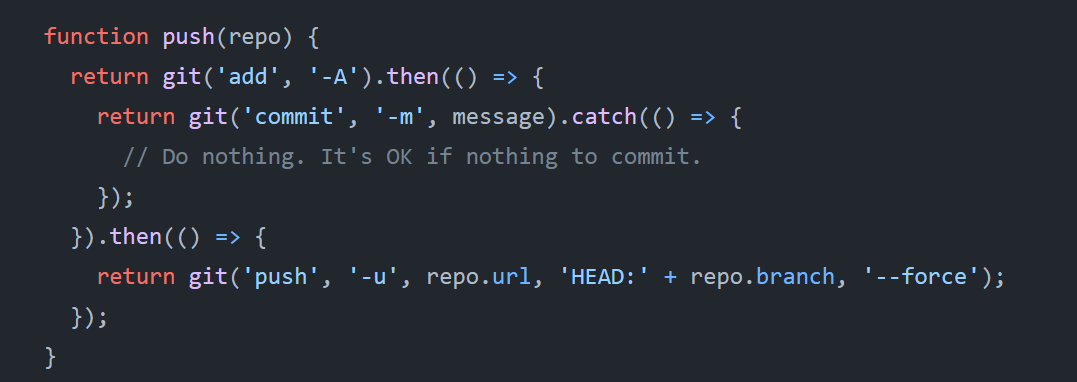 function push(repo) {
  return git('add', '-A').then(() => {
    return git('commit', '-m', message).catch(() => {
      // Do nothing. It's OK if nothing to commit.
    });
  }).then(() => {
    return git('push', '-u', repo.url, 'HEAD:' + repo.branch, '--force');
  });
}